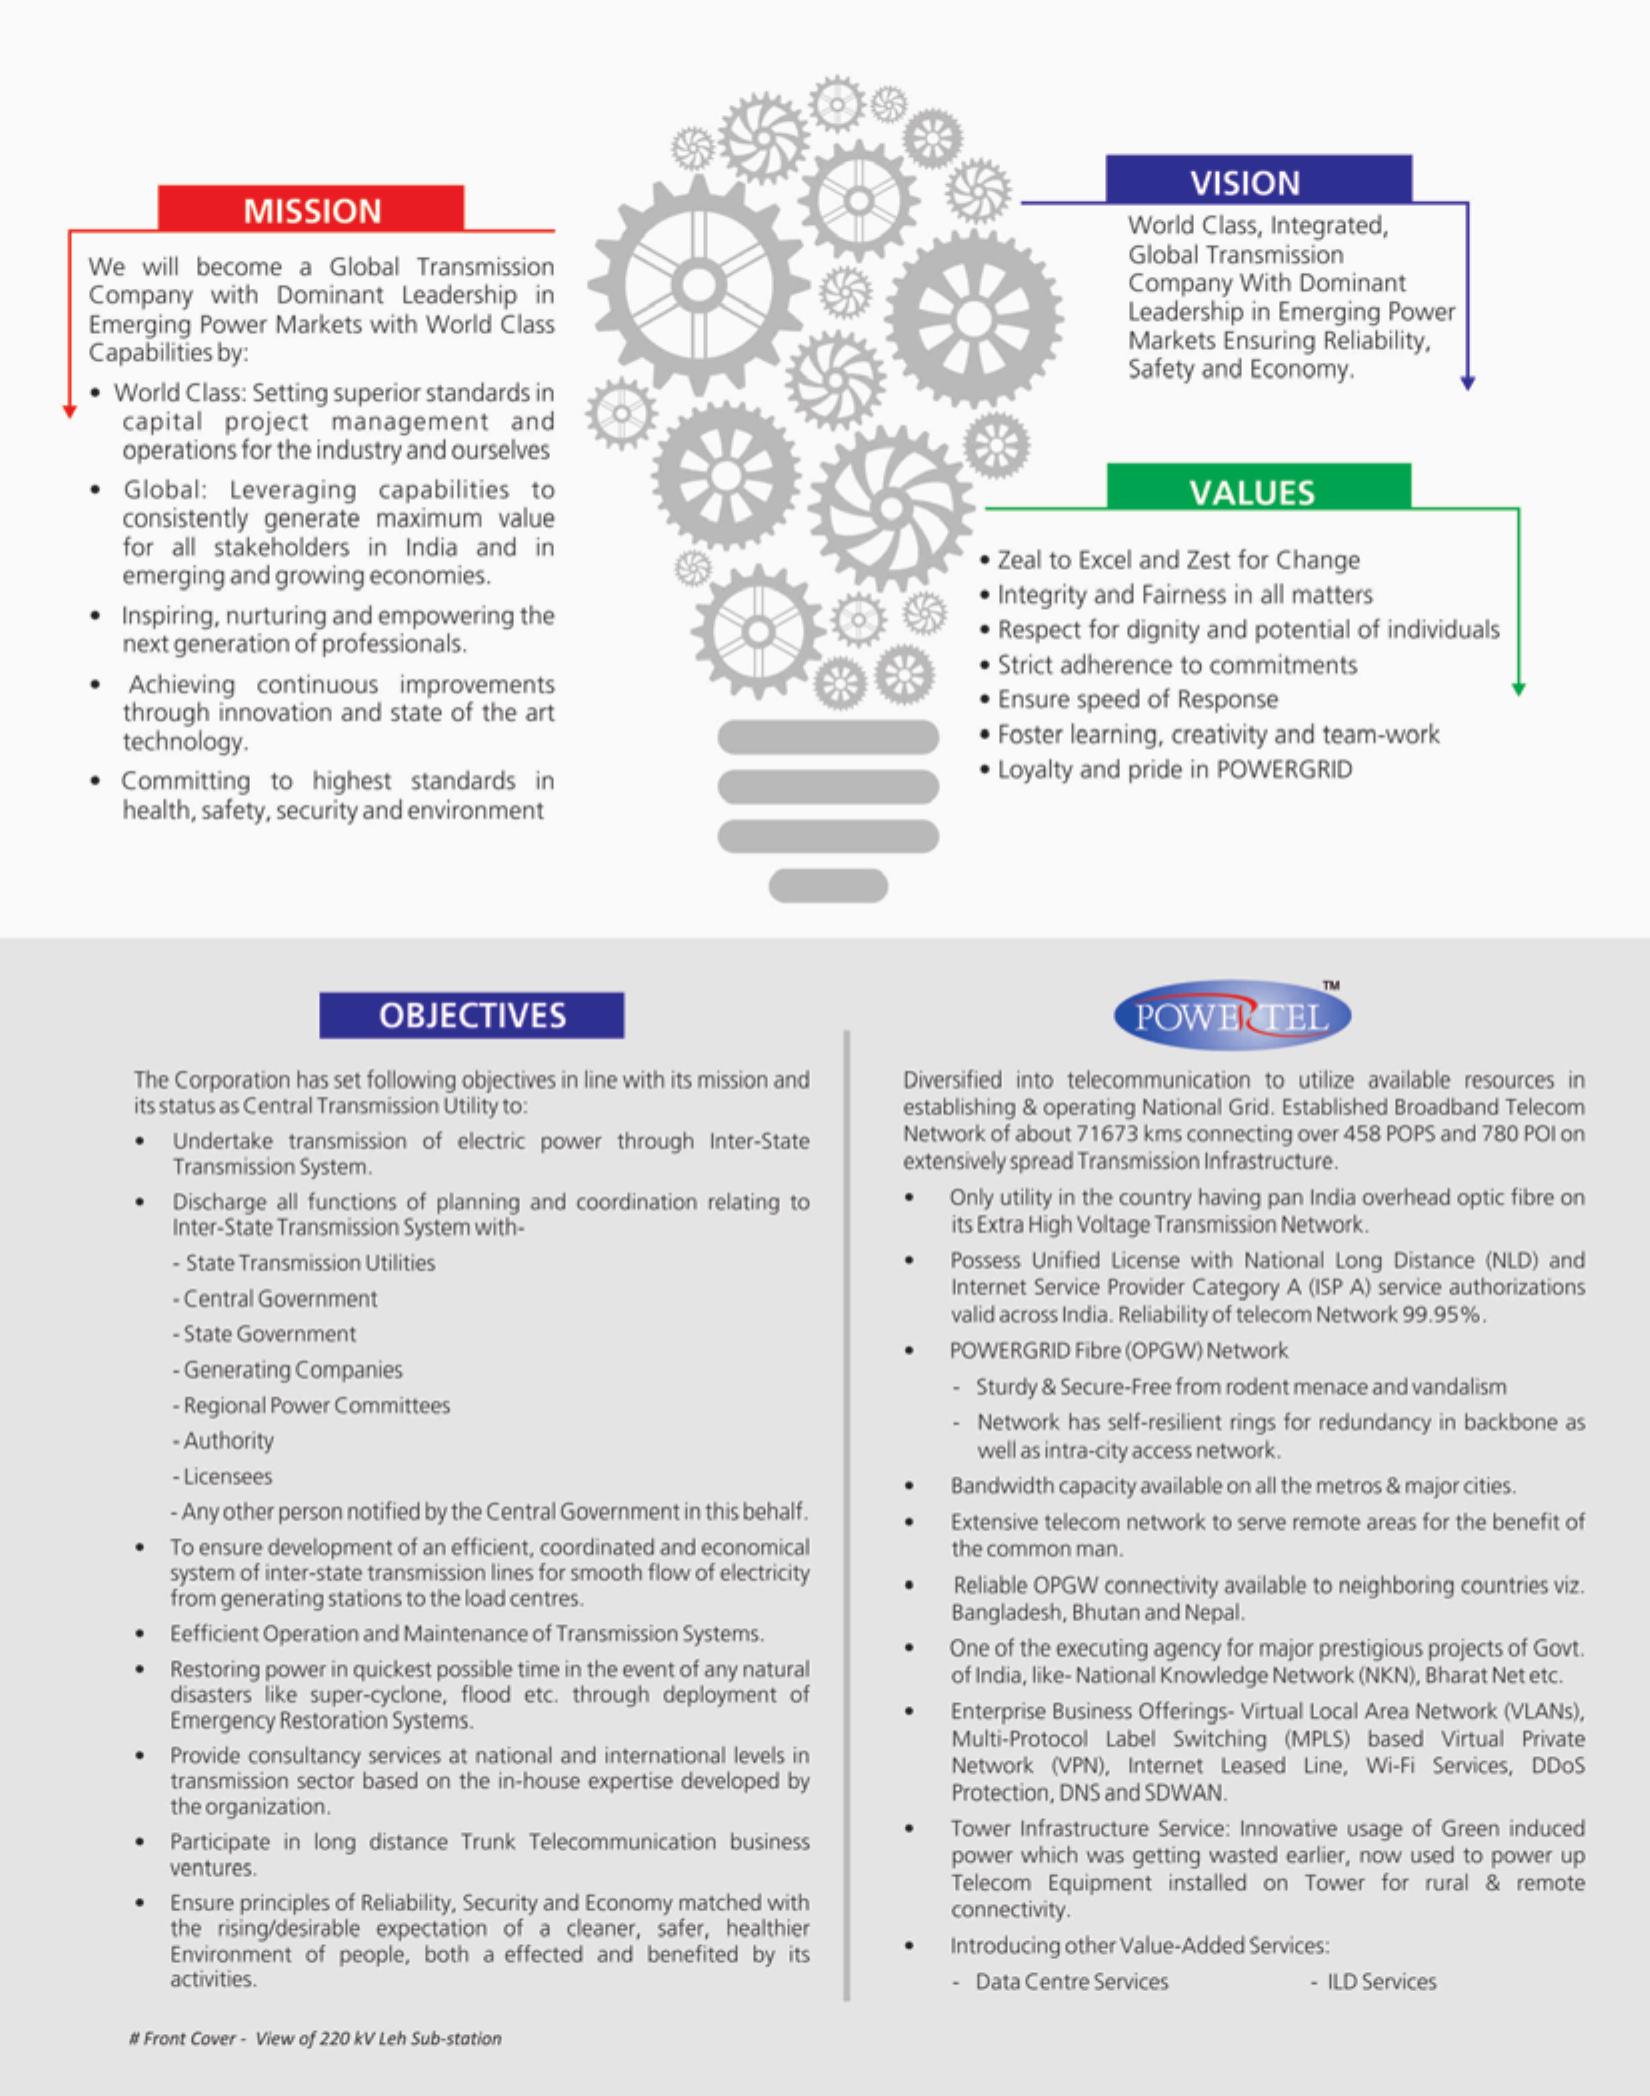 MISSION
We will become a Global Transmission
Company with Dominant Leadership in
Emerging Power Markets with World Class
Capabilities by:
• World Class: Setting superior standards in
capital project management and
operations for the industry and ourselves
• Global: Leveraging capabilities to
consistently generate maximum value
for all stakeholders in India and in
emerging and growing economies.
• Inspiring, nurturing and empowering the
next generation of professionals.
• Achieving continuous improvements
through innovation and state of the art
technology.
• Committing to highest standards in
health, safety, security and environment
VISION
World Class, Integrated,
Global Transmission
Company With Dominant
Leadership in Emerging Power
Markets Ensuring Reliability,
Safety and Economy.
VALUES
• Zeal to Excel and Zest for Change
• Integrity and Fairness in all matters
• Respect for dignity and potential of individuals
• Strict adherence to commitments
• Ensure speed of Response
• Foster learning, creativity and team-work
• Loyalty and pride in POWERGRID
OBJECTIVES
The Corporation has set following objectives in line with its mission and
its status as Central Transmission Utility to:
• Undertake transmission of electric power through Inter-State
Transmission System.
• Discharge all functions of planning and coordination relating to
Inter-State Transmission System with-
- State Transmission Utilities
- Central Government
- State Government
- Generating Companies
- Regional Power Committees
- Authority
- Licensees
- Any other person notified by the Central Government in this behalf.
• To ensure development of an efficient, coordinated and economical
system of inter-state transmission lines for smooth flow of electricity
from generating stations to the load centres.
• Eefficient Operation and Maintenance of Transmission Systems.
• Restoring power in quickest possible time in the event of any natural
disasters like super-cyclone, flood etc. through deployment of
Emergency Restoration Systems.
• Provide consultancy services at national and international levels in
transmission sector based on the in-house expertise developed by
the organization.
• Participate in long distance Trunk Telecommunication business
ventures.
• Ensure principles of Reliability, Security and Economy matched with
the rising/desirable expectation of a cleaner, safer, healthier
Environment of people, both a effected and benefited by its
activities.
# Front Cover - View of 220 kV Leh Sub-station
POWERTEL TM
Diversified into telecommunication to utilize available resources in
establishing & operating National Grid. Established Broadband Telecom
Network of about 71673 kms connecting over 458 POPS and 780 POI on
extensively spread Transmission Infrastructure.
• Only utility in the country having pan India overhead optic fibre on
its Extra High Voltage Transmission Network.
• Possess Unified License with National Long Distance (NLD) and
Internet Service Provider Category A (ISP A) service authorizations
valid across India. Reliability of telecom Network 99.95%.
• POWERGRID Fibre (OPGW) Network
- Sturdy & Secure-Free from rodent menace and vandalism
- Network has self-resilient rings for redundancy in backbone as
well as intra-city access network.
• Bandwidth capacity available on all the metros & major cities.
• Extensive telecom network to serve remote areas for the benefit of
the common man.
• Reliable OPGW connectivity available to neighboring countries viz.
Bangladesh, Bhutan and Nepal.
• One of the executing agency for major prestigious projects of Govt.
of India, like- National Knowledge Network (NKN), Bharat Net etc.
• Enterprise Business Offerings- Virtual Local Area Network (VLANs),
Multi-Protocol Label Switching (MPLS) based Virtual Private
Network (VPN), Internet Leased Line, Wi-Fi Services, DDoS
Protection, DNS and SDWAN.
• Tower Infrastructure Service: Innovative usage of Green induced
power which was getting wasted earlier, now used to power up
Telecom Equipment installed on Tower for rural & remote
connectivity.
• Introducing other Value-Added Services:
- Data Centre Services - ILD Services